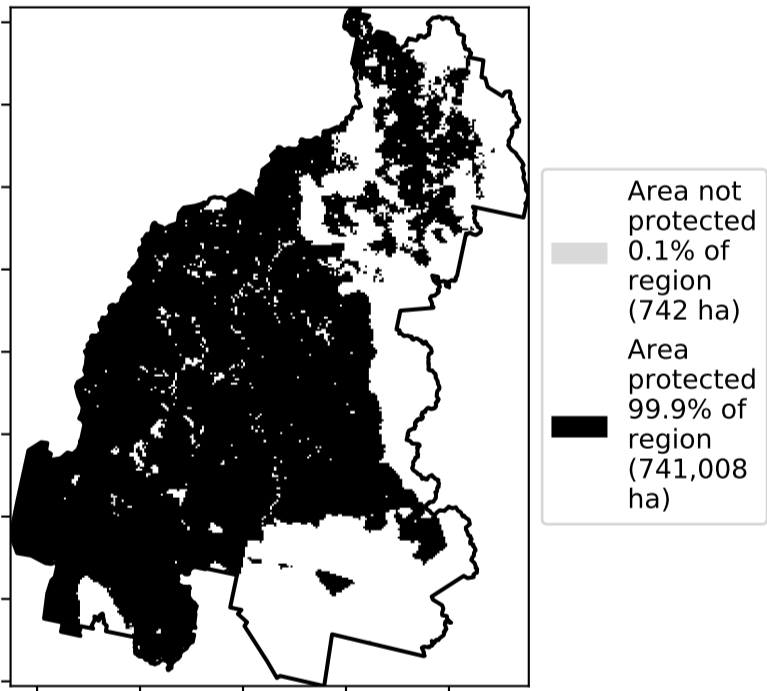 Area not
protected
0.1% of
region
(742 ha)
Area
protected
99.9% of
region
(741,008
ha)